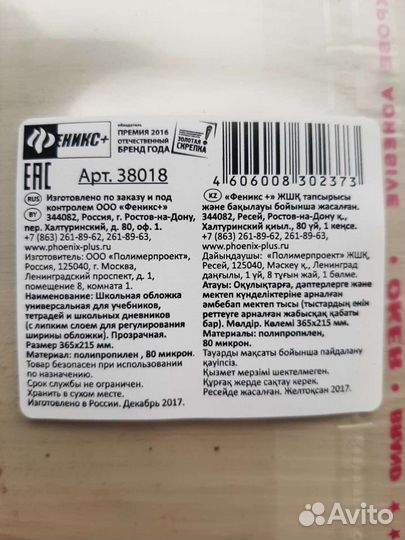 ФЕНИКС+
обладатель
ПРЕМИЯ 2016
ОТЕЧЕСТВЕННЫЙ
БРЕНД ГОДА
ЗОЛОТАЯ
СКРЕПКА
4606008302373
EAC
Арт. 38018
RUS Изготовлено по заказу и под
BY контролем ООО «Феникс+»
344082, Россия, г. Ростов-на-Дону,
пер. Халтуринский, д. 80, оф. 1.
+7 (863) 261-89-62, 261-89-63,
www.phoenix-plus.ru
Изготовитель: ООО «Полимерпроект»,
Россия, 125040, г. Москва,
Ленинградский проспект, д. 1,
помещение 8, комната 1.
Наименование: Школьная обложка
универсальная для учебников,
тетрадей и школьных дневников
(с липким слоем для регулирования
ширины обложки). Прозрачная.
Размер 365х215 мм.
Материал: полипропилен, 80 микрон.
Товар безопасен при использовании
по назначению.
Срок службы не ограничен.
Хранить в сухом месте.
Изготовлено в России. Декабрь 2017.
KZ «Феникс +» ЖШҚ тапсырысы
және бақылауы бойынша жасалған.
344082, Ресей, Ростов-на-Дону қ.,
Халтуринский қиылысы, 80 үй, 1 кеңсе.
+7 (863) 261-89-62, 261-89-63,
www.phoenix-plus.ru
Дайындаушы: «Полимерпроект» ЖШҚ,
Ресей, 125040, Мәскеу қ., Ленинград
даңғылы, 1 үй, 8 тұрғын жай, 1 бөлме.
Атауы: Оқулықтарға, дәптерлерге және
мектеп күнделіктеріне арналған
әмбебап мектеп тысы (тыстардың енін
реттеуге арналған жабысқақ қабаты
бар). Мөлдір. Көлемі 365х215 мм.
Материал: полипропилен,
80 микрон.
Тауарды мақсаты бойынша пайдалану
қауіпсіз.
Қызмет мерзімі шектелмеген.
Құрғақ жерде сақтау керек.
Ресейде жасалған. Желтоқсан 2017.
ADHESIVE
OVER
BRAND
Avito